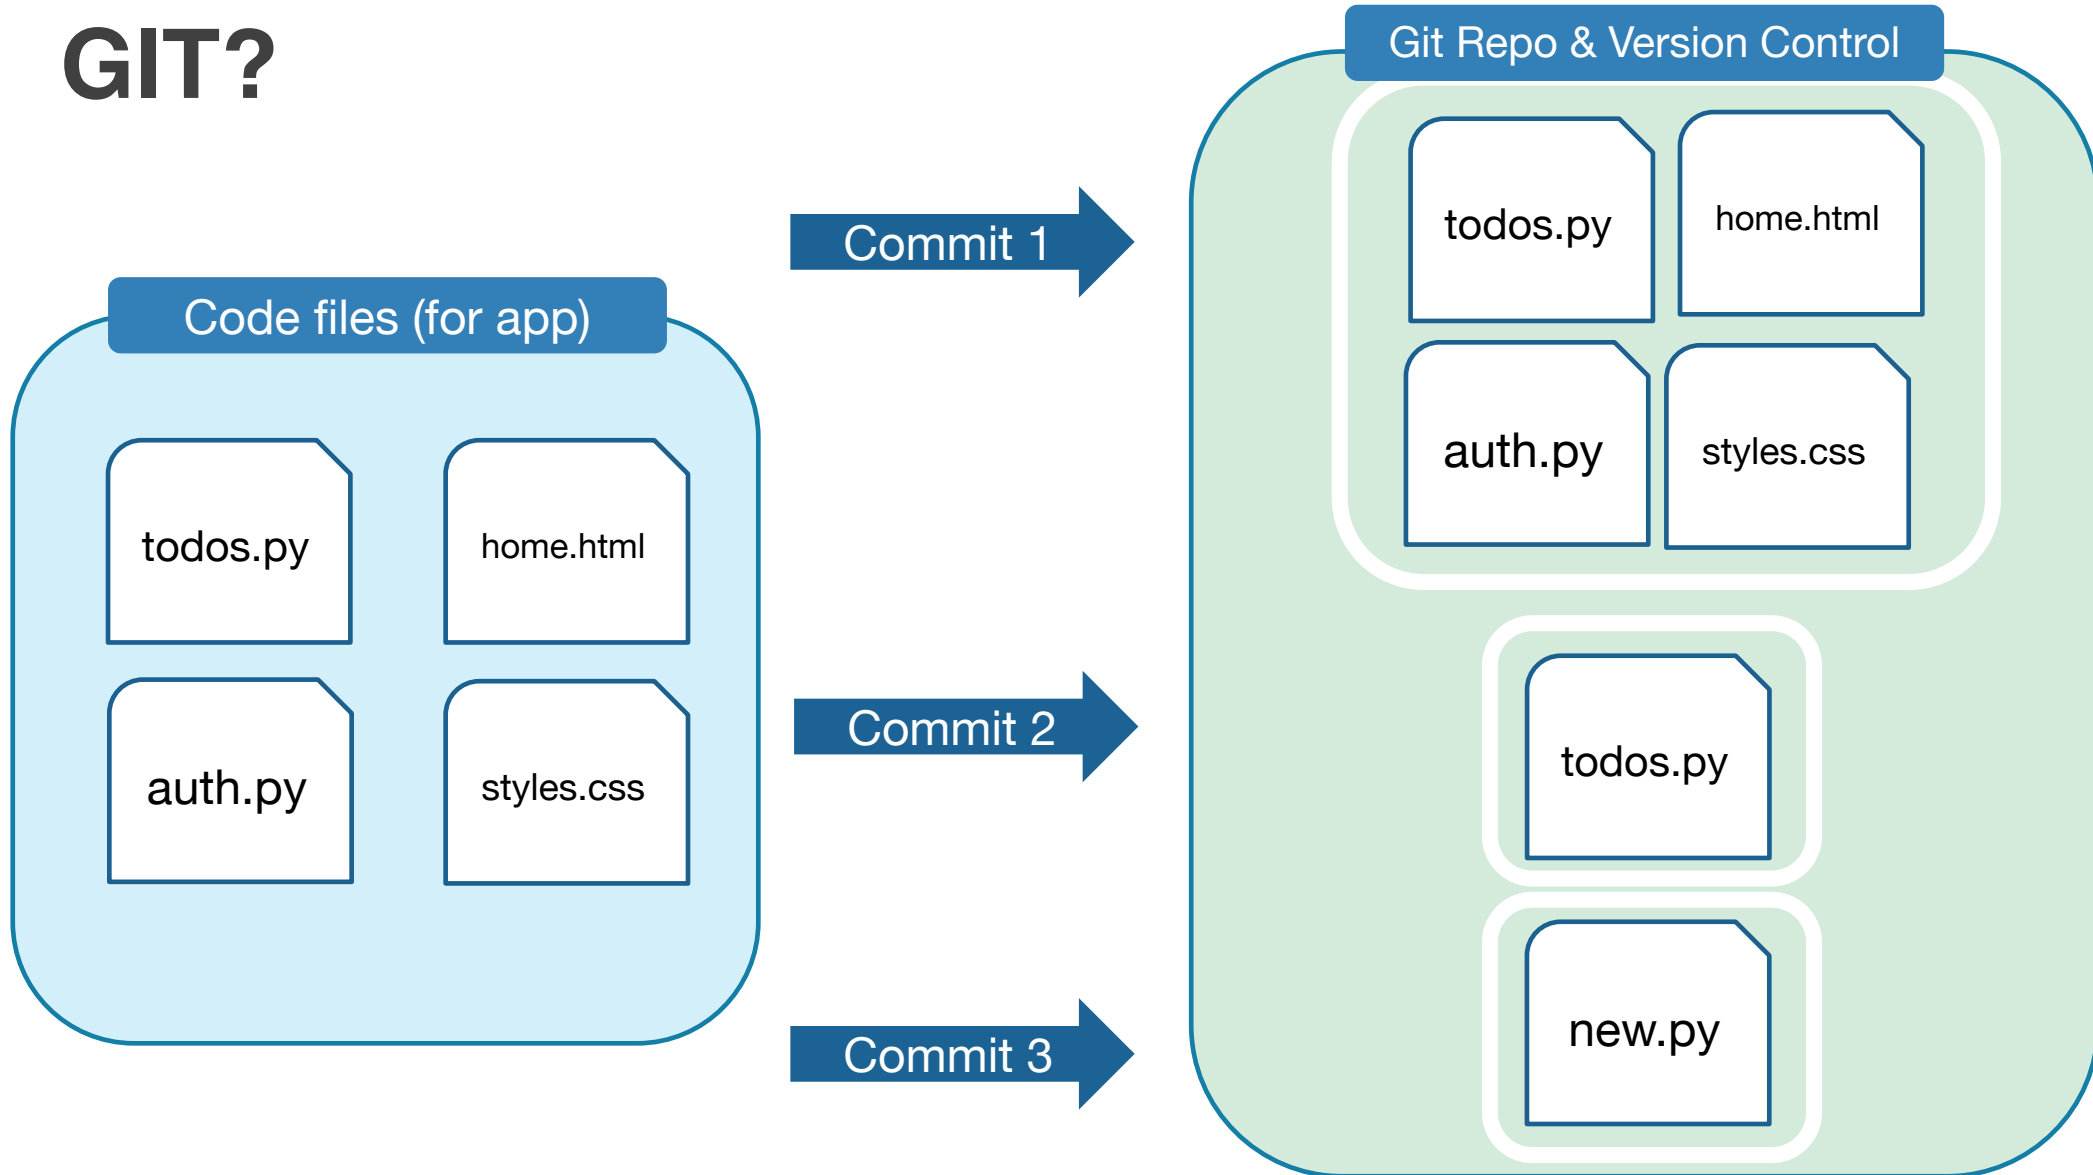 GIT?
Code files (for app)
todos.py
home.html
auth.py
styles.css
Commit 1
Commit 2
Commit 3
Git Repo & Version Control
todos.py
home.html
auth.py
styles.css
todos.py
new.py